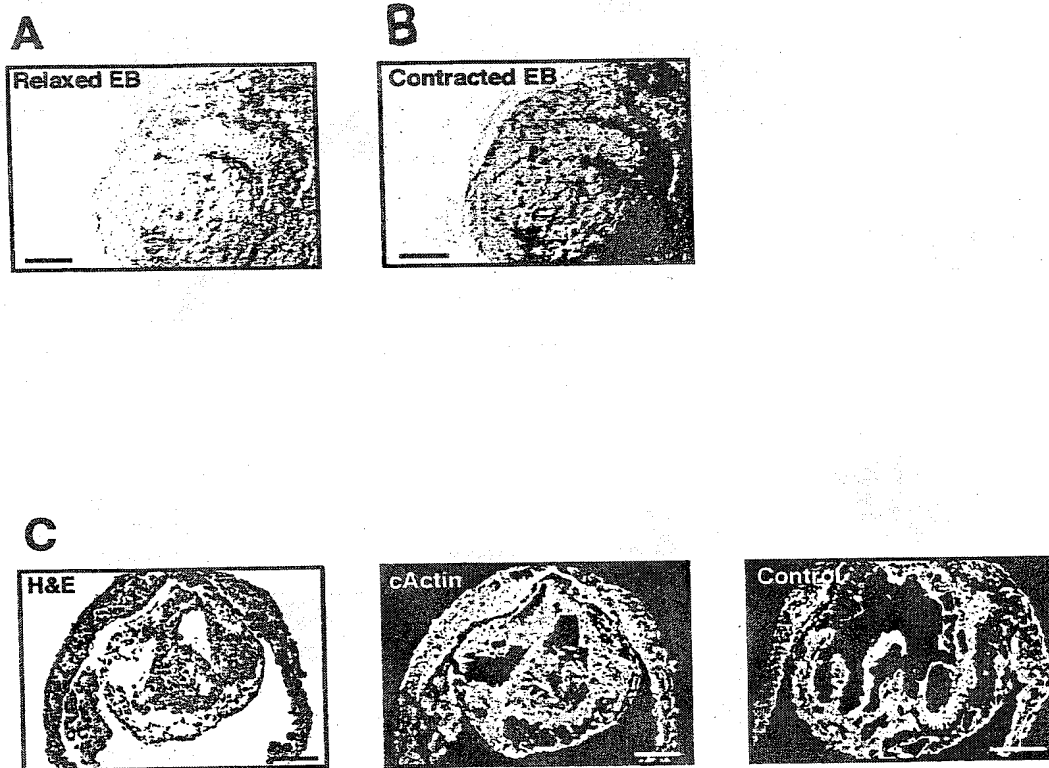 A
B
Relaxed EB
Contracted EB
C
H&E
cActin
Control